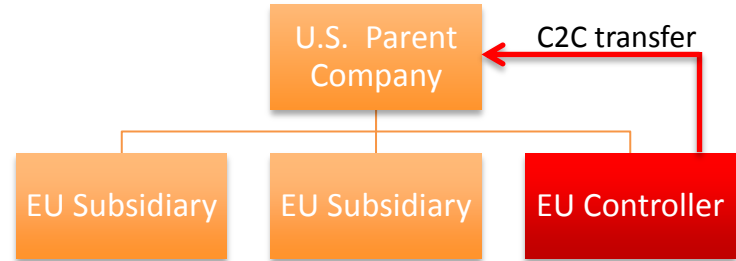 U.S. Parent
Company
C2C transfer
EU Subsidiary
EU Subsidiary
EU Controller